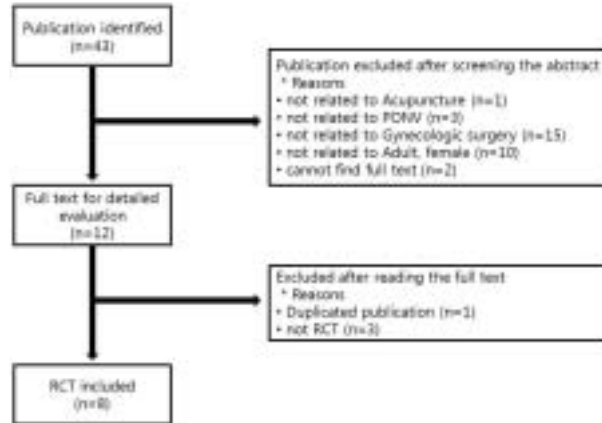 Publication identified
(n=43)
Publication excluded after screening the abstract
* Reasons
• not related to Acupuncture (n=1)
• not related to PONV (n=3)
• not related to Gynecologic surgery (n=15)
• not related to Adult, female (n=10)
• cannot find full text (n=2)
Full text for detailed
evaluation
(n=12)
Excluded after reading the full text
* Reasons
• Duplicated publication (n=1)
• not RCT (n=3)
RCT included
(n=8)